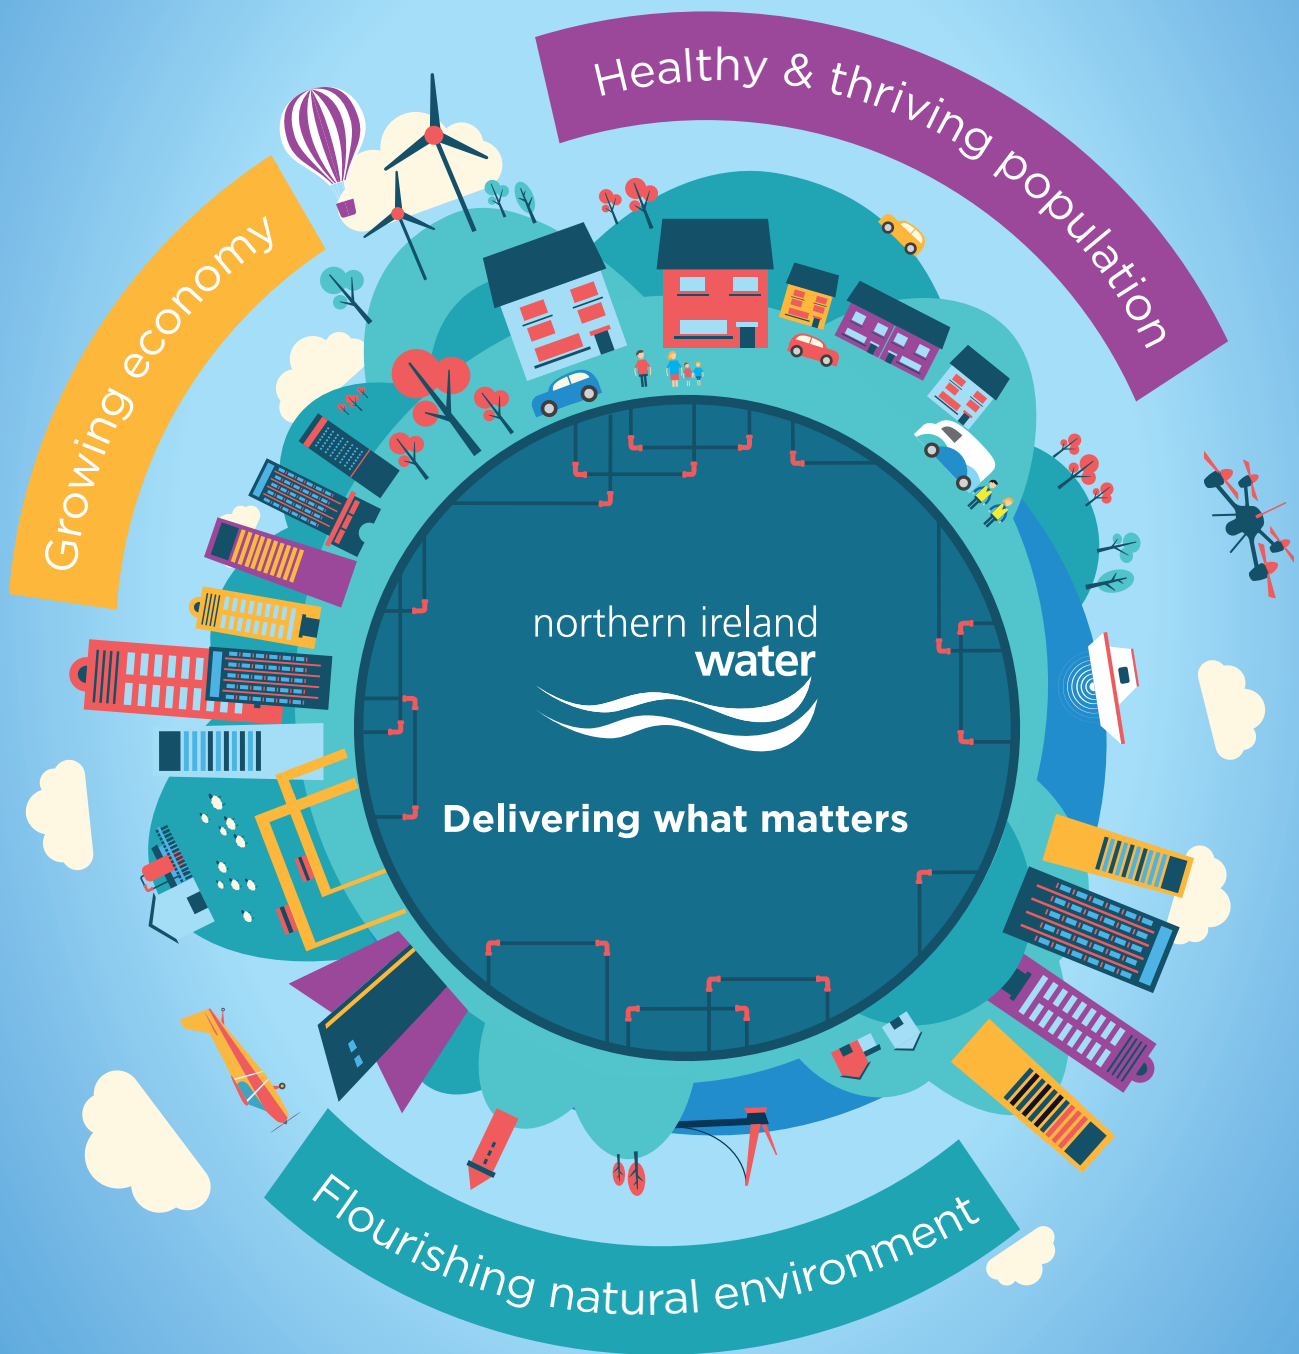 Healthy & thriving population
Growing economy
northern ireland
water
Delivering what matters
Flourishing natural environment